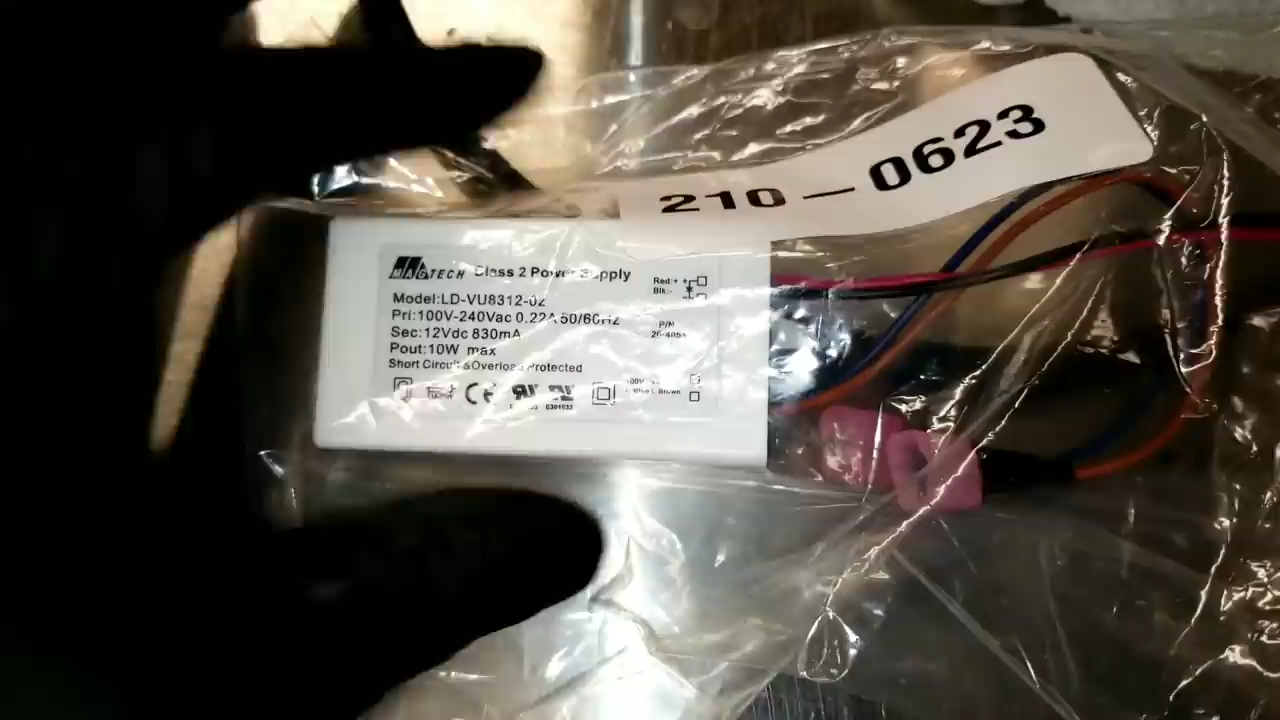 210-0623
MAGTECH Class 2 Power Supply
Model:LD-VU8312-02
Pri:100V-240Vac 0.22A 50/60Hz
Sec:12Vdc 830mA
Pout:10W max
Short Circuit &Overload Protected
Red:+
Blk:-
P/N